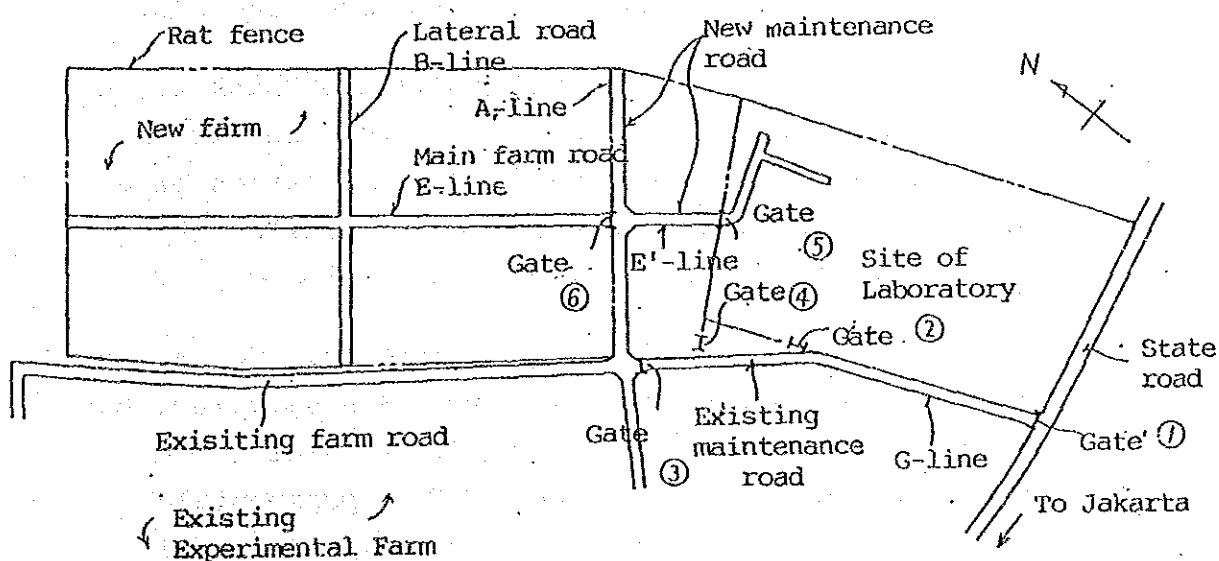 Rat fence
Lateral road
B-line
New maintenance
road
N
A-line
New farm
Main farm road
E-line
Gate
⑤
Gate
⑥
E'-line
Site of
Laboratory
Gate ④
Gate ②
State
road
Exisiting farm road
Gate
③
Existing
maintenance
road
G-line
Gate' ①
To Jakarta
Existing
Experimental Farm